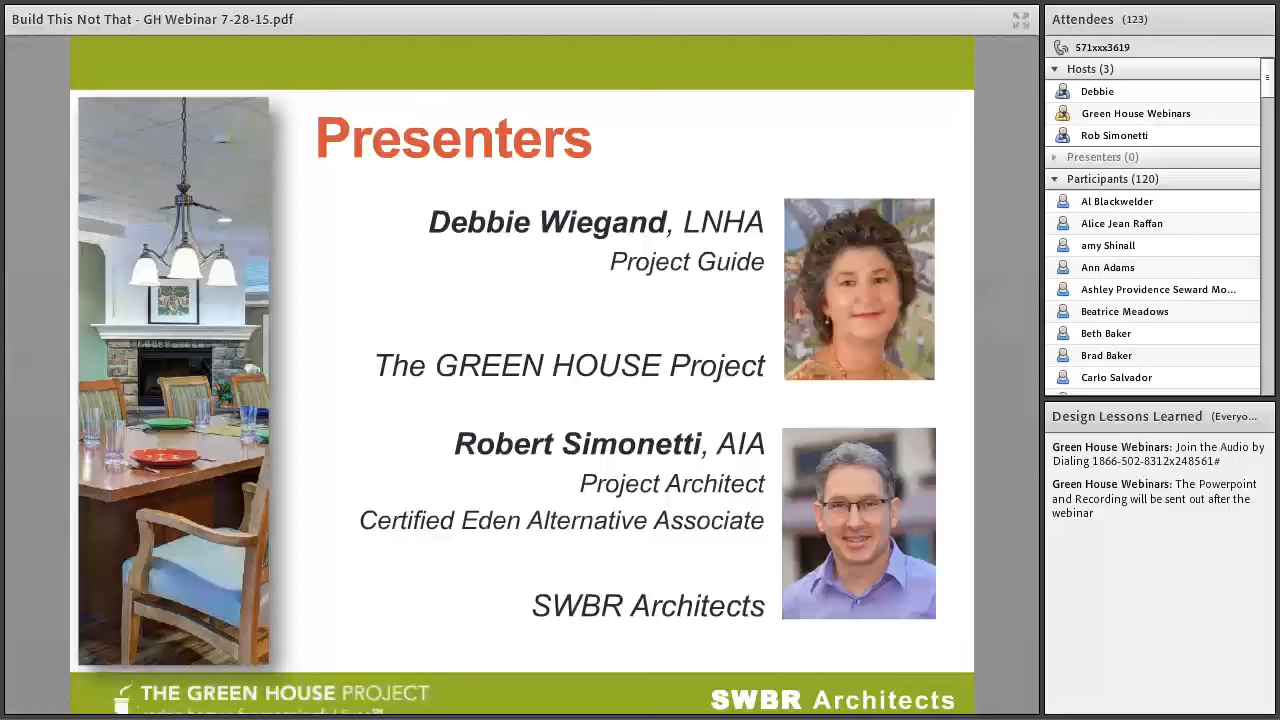 Build This Not That - GH Webinar 7-28-15.pdf
Presenters
Debbie Wiegand, LNHA
Project Guide
The GREEN HOUSE Project
Robert Simonetti, AIA
Project Architect
Certified Eden Alternative Associate
SWBR Architects
THE GREEN HOUSE PROJECT
SWBR Architects
Attendees (123)
571xxx3619
Hosts (3)
Debbie
Green House Webinars
Rob Simonetti
Presenters (0)
Participants (120)
Al Blackwelder
Alice Jean Raffan
amy Shinall
Ann Adams
Ashley Providence Seward Mo...
Beatrice Meadows
Beth Baker
Brad Baker
Carlo Salvador
Design Lessons Learned (Everyo...
Green House Webinars: Join the Audio by
Dialing 1866-502-8312x248561#
Green House Webinars: The Powerpoint
and Recording will be sent out after the
webinar